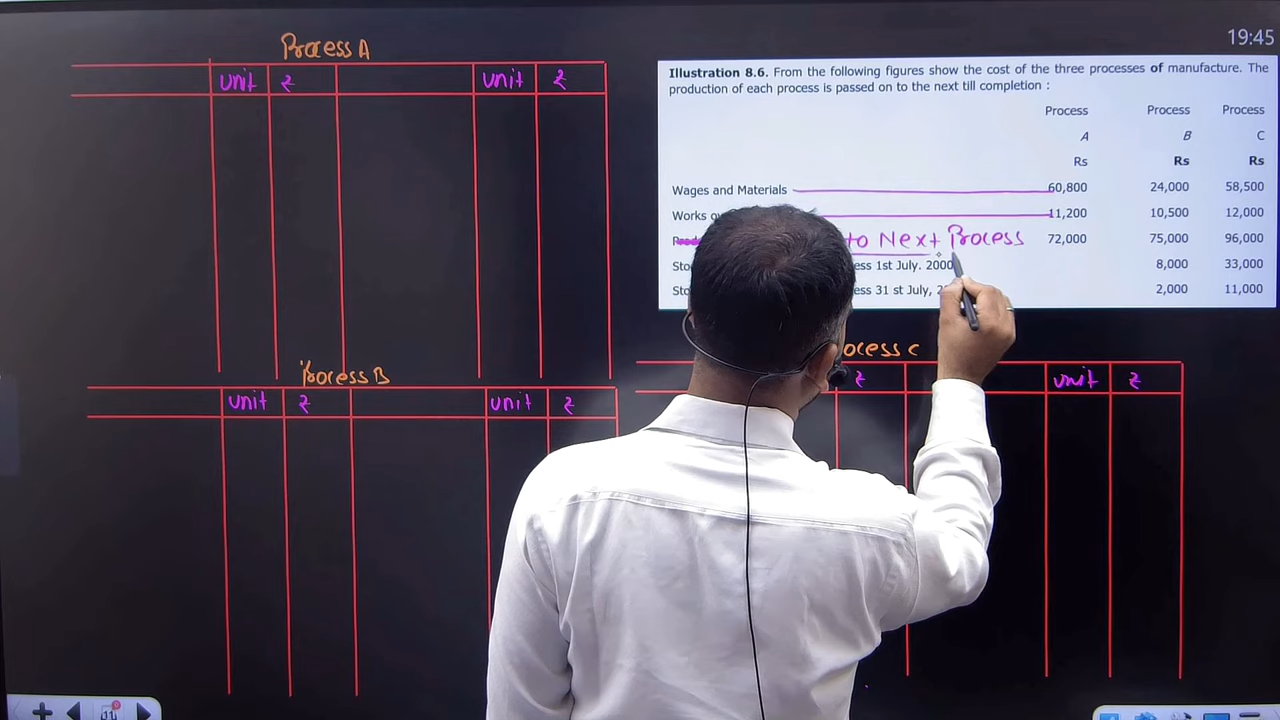 19:45
Process A
unit ₹ unit ₹
Illustration 8.6. From the following figures show the cost of the three processes of manufacture. The
production of each process is passed on to the next till completion :
Process Process Process
A B C
Rs Rs Rs
Wages and Materials 60,800 24,000 58,500
Works 11,200 10,500 12,000
to Next Process 72,000 75,000 96,000
1st July. 2000 8,000 33,000
31 st July, 2,000 11,000
Process B
unit ₹ unit ₹
C
₹ unit ₹
11